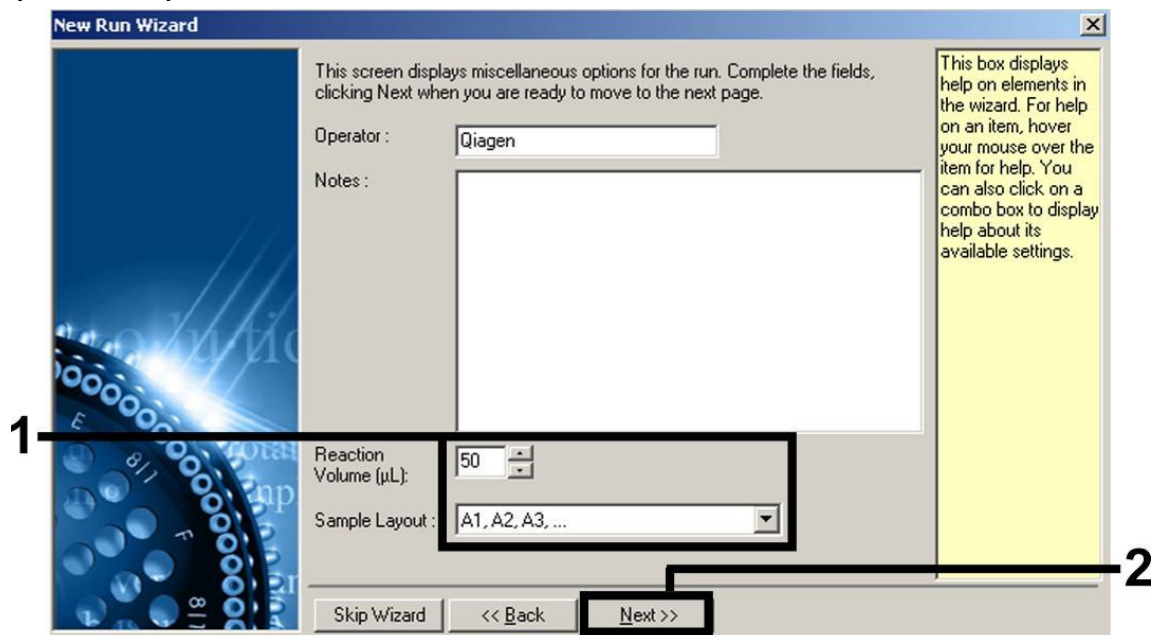 New Run Wizard
This screen displays miscellaneous options for the run. Complete the fields,
clicking Next when you are ready to move to the next page.
Operator :
Qiagen
Notes :
Reaction
Volume (µL):
50
Sample Layout :
A1, A2, A3, ...
Skip Wizard
<< Back
Next >>
This box displays
help on elements in
the wizard. For help
on an item, hover
your mouse over the
item for help. You
can also click on a
combo box to display
help about its
available settings.
1
2
E
8|1
F
8|1